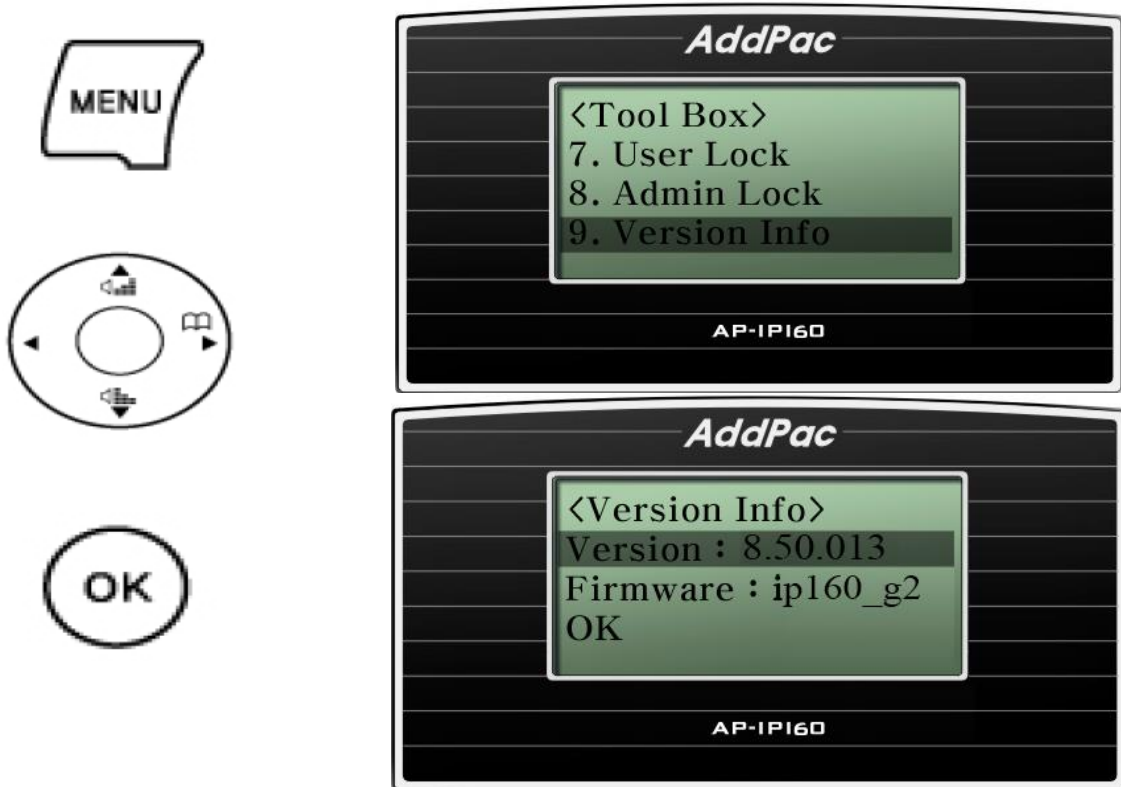 MENU
OK
AddPac
<Tool Box>
7. User Lock
8. Admin Lock
9. Version Info
AP-IP160
AddPac
<Version Info>
Version : 8.50.013
Firmware : ip160_g2
OK
AP-IP160